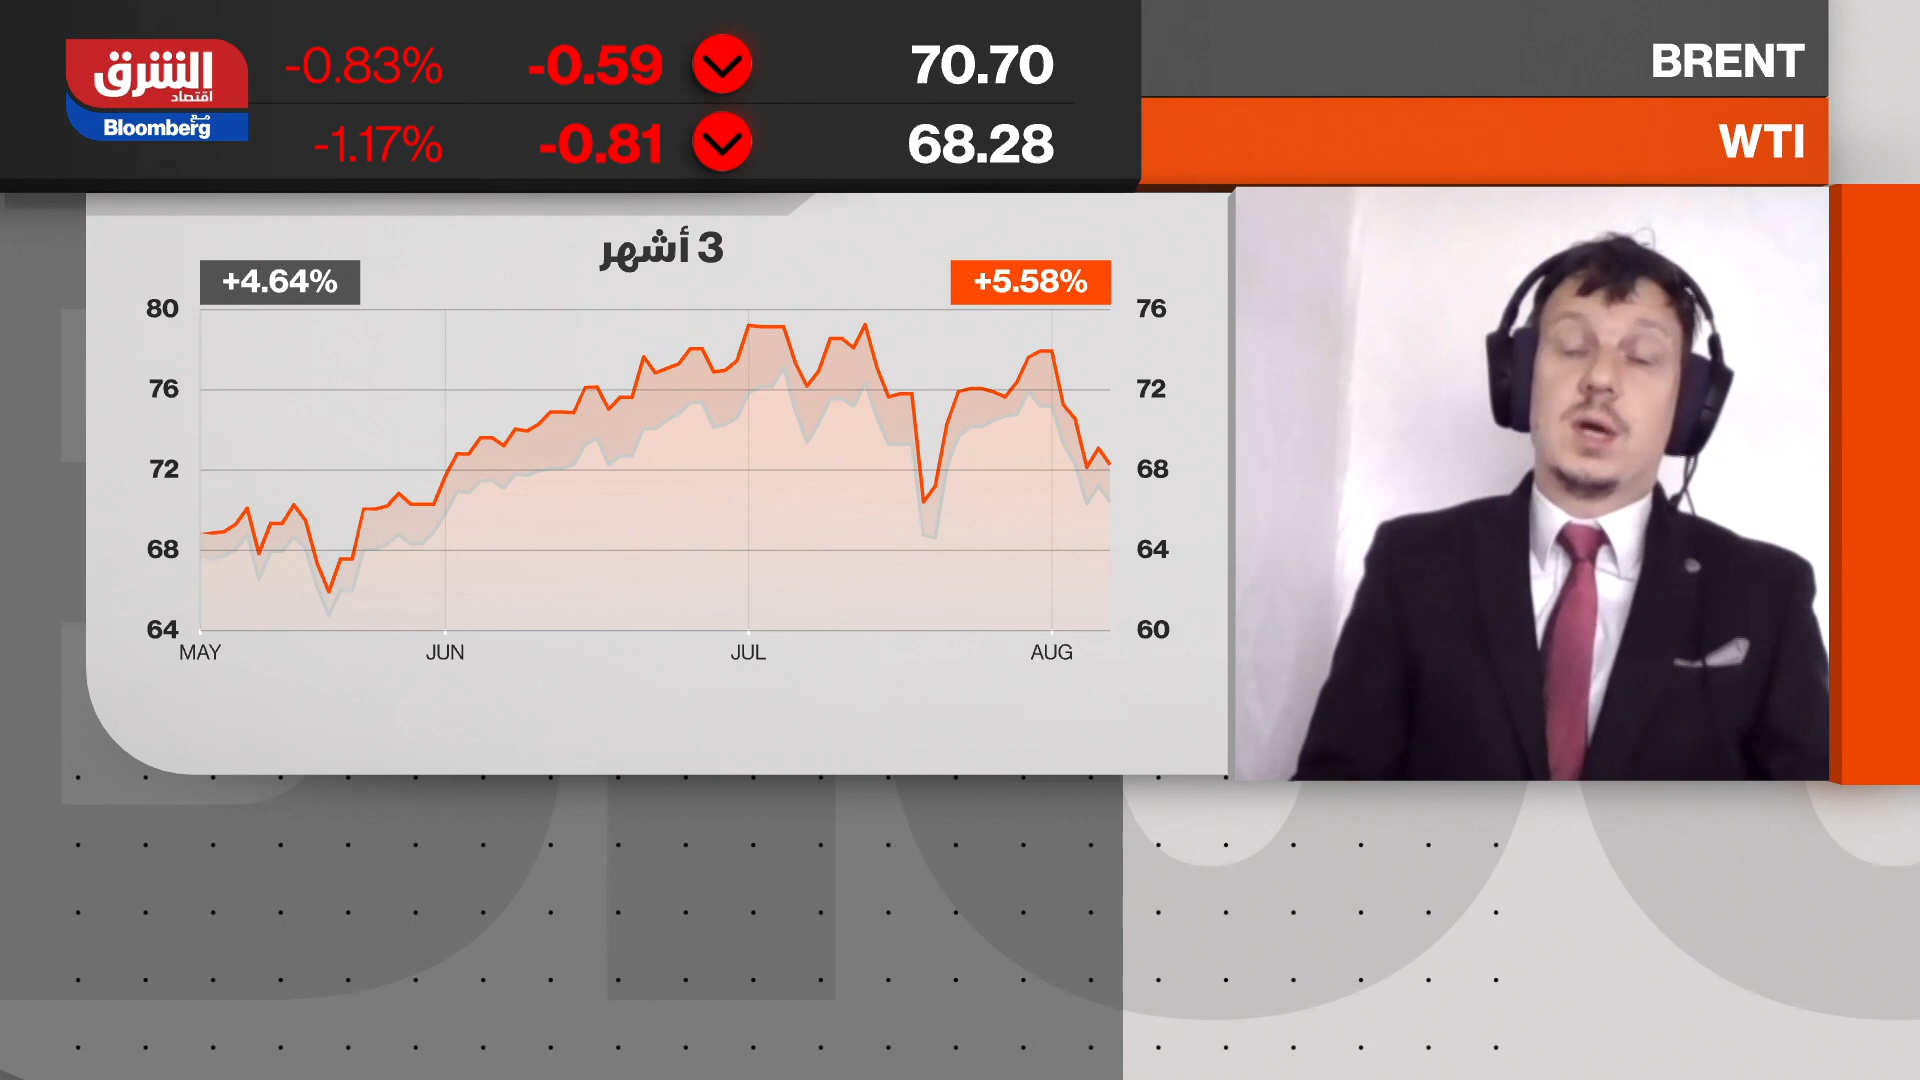 الشرق
اقتصاد
مع
Bloomberg
BRENT
70.70 -0.59 -0.83%
WTI
68.28 -0.81 -1.17%
3 أشهر
+4.64%
+5.58%
80
76
72
68
64
76
72
68
64
60
MAY JUN JUL AUG